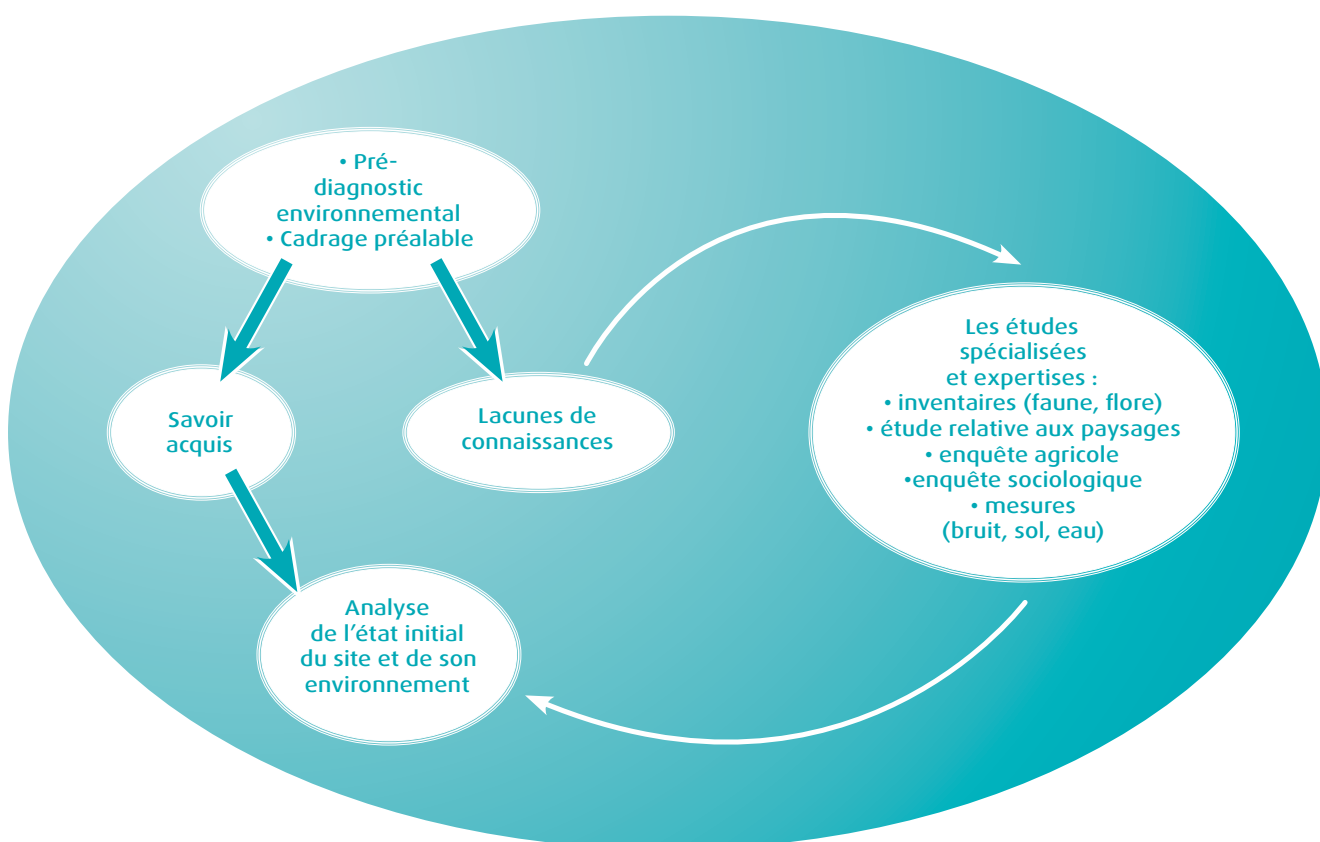 • Pré-
diagnostic
environnemental
• Cadrage préalable
Savoir
acquis
Lacunes de
connaissances
Les études
spécialisées
et expertises :
• inventaires (faune, flore)
• étude relative aux paysages
• enquête agricole
•enquête sociologique
• mesures
(bruit, sol, eau)
Analyse
de l’état initial
du site et de son
environnement